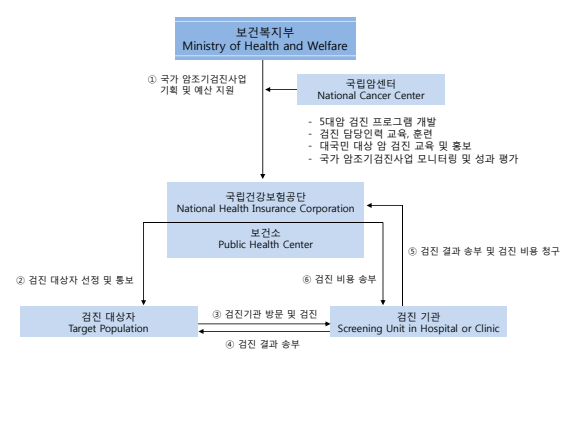 보건복지부
Ministry of Health and Welfare
① 국가 암조기검진사업
기획 및 예산 지원
국립암센터
National Cancer Center
- 5대암 검진 프로그램 개발
- 검진 담당인력 교육, 훈련
- 대국민 대상 암 검진 교육 및 홍보
- 국가 암조기검진사업 모니터링 및 성과 평가
국립건강보험공단
National Health Insurance Corporation
보건소
Public Health Center
⑤ 검진 결과 송부 및 검진 비용 청구
② 검진 대상자 선정 및 통보
⑥ 검진 비용 송부
검진 대상자
Target Population
③ 검진기관 방문 및 검진
④ 검진 결과 송부
검진 기관
Screening Unit in Hospital or Clinic